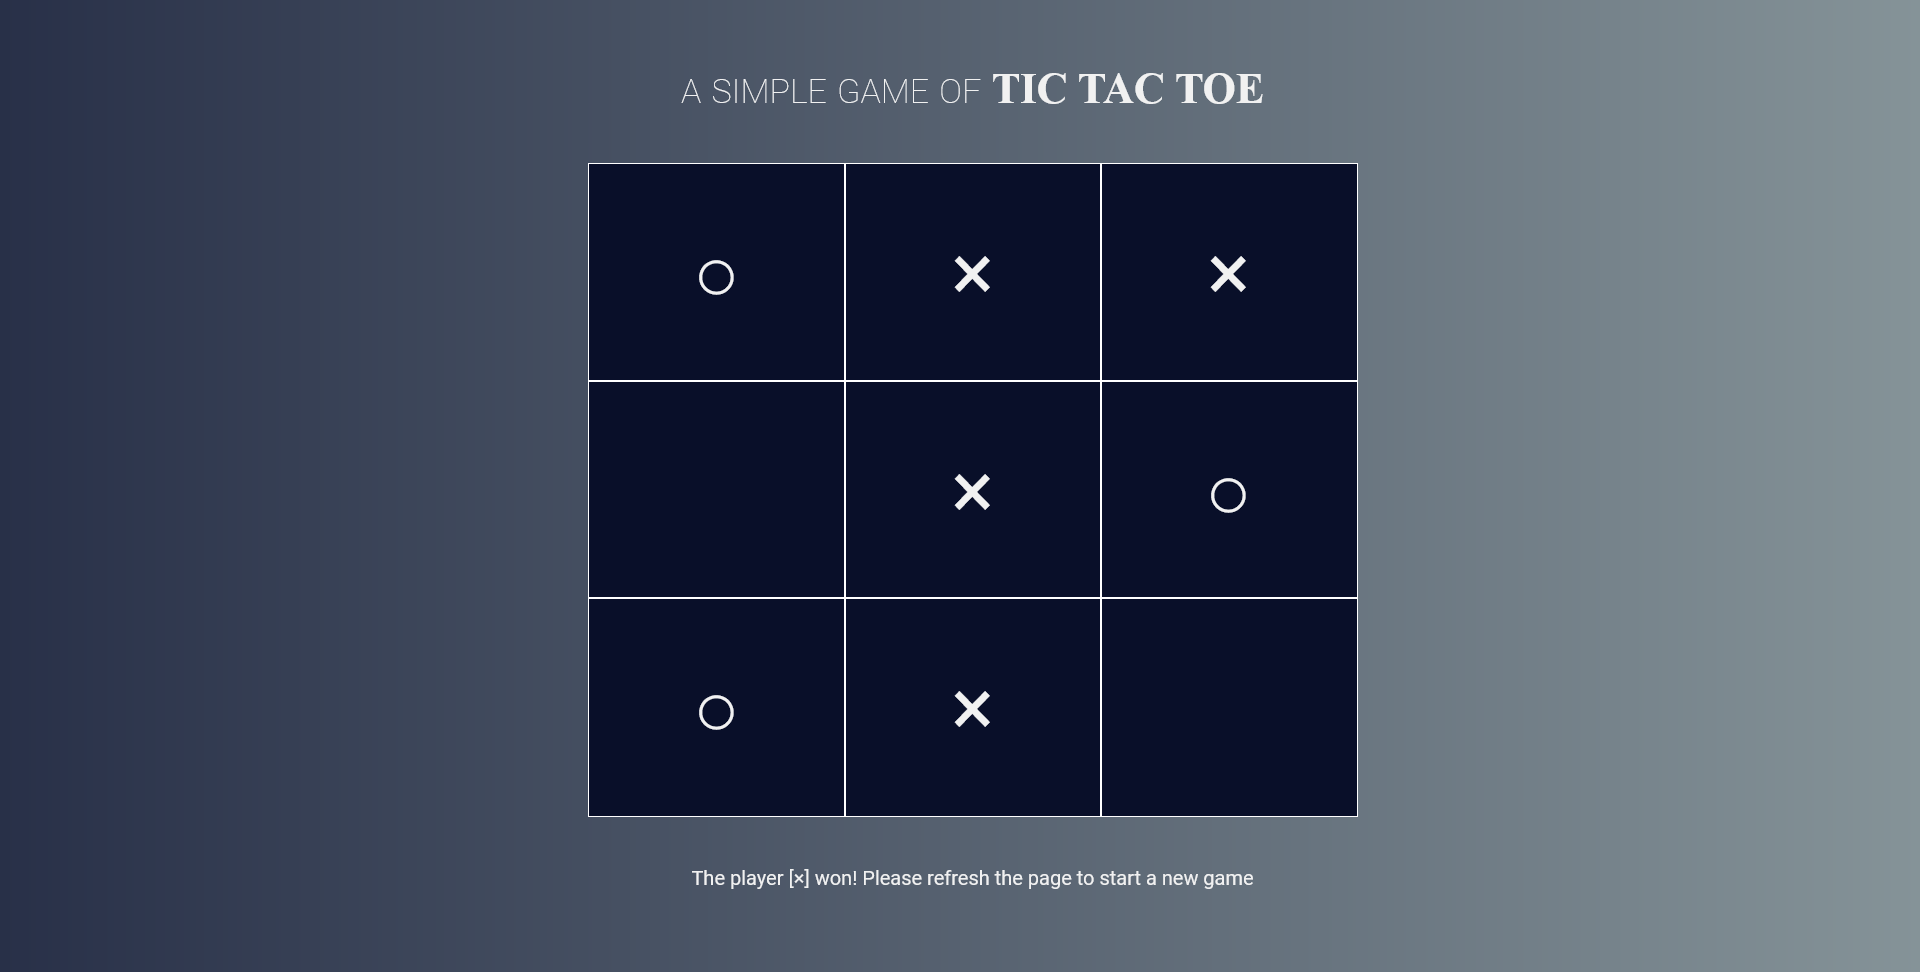 A SIMPLE GAME OF TIC TAC TOE
○ × ×
× ○
○ ×
The player [×] won! Please refresh the page to start a new game